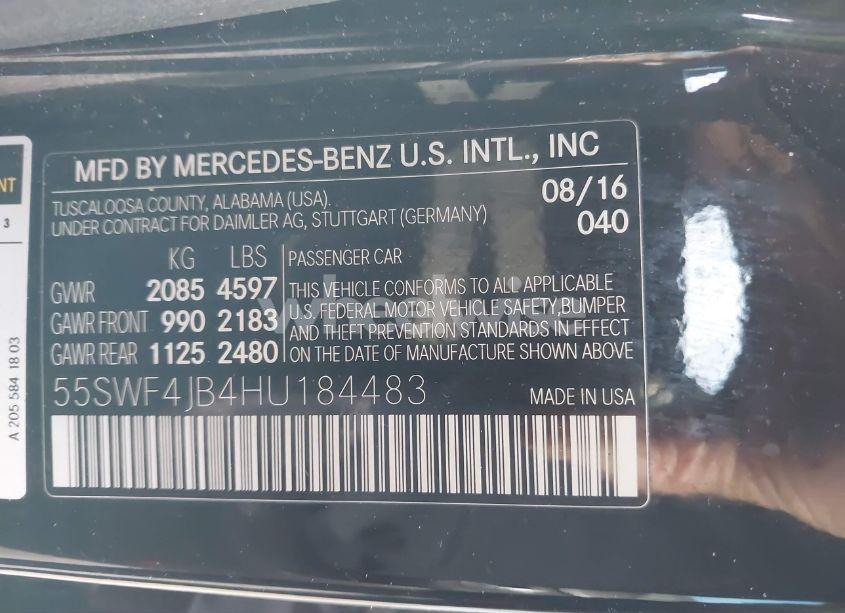 MFD BY MERCEDES-BENZ U.S. INTL., INC
TUSCALOOSA COUNTY, ALABAMA (USA).
UNDER CONTRACT FOR DAIMLER AG, STUTTGART (GERMANY)
08/16
040
KG LBS
GVWR 2085 4597
GAWR FRONT 990 2183
GAWR REAR 1125 2480
PASSENGER CAR
THIS VEHICLE CONFORMS TO ALL APPLICABLE
U.S. FEDERAL MOTOR VEHICLE SAFETY,BUMPER
AND THEFT PREVENTION STANDARDS IN EFFECT
ON THE DATE OF MANUFACTURE SHOWN ABOVE
55SWF4JB4HU184483
MADE IN USA
NT
3
A 205 584 18 03